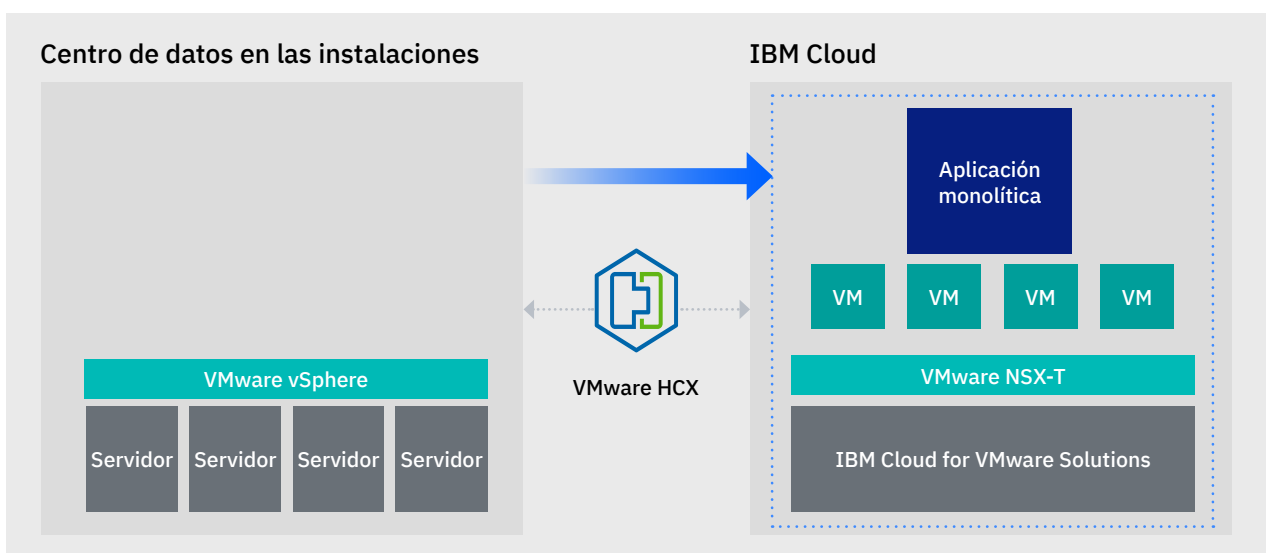 Centro de datos en las instalaciones
IBM Cloud
Aplicación
monolítica
VM
VM
VM
VM
VMware vSphere
VMware HCX
VMware NSX-T
Servidor
Servidor
Servidor
Servidor
IBM Cloud for VMware Solutions